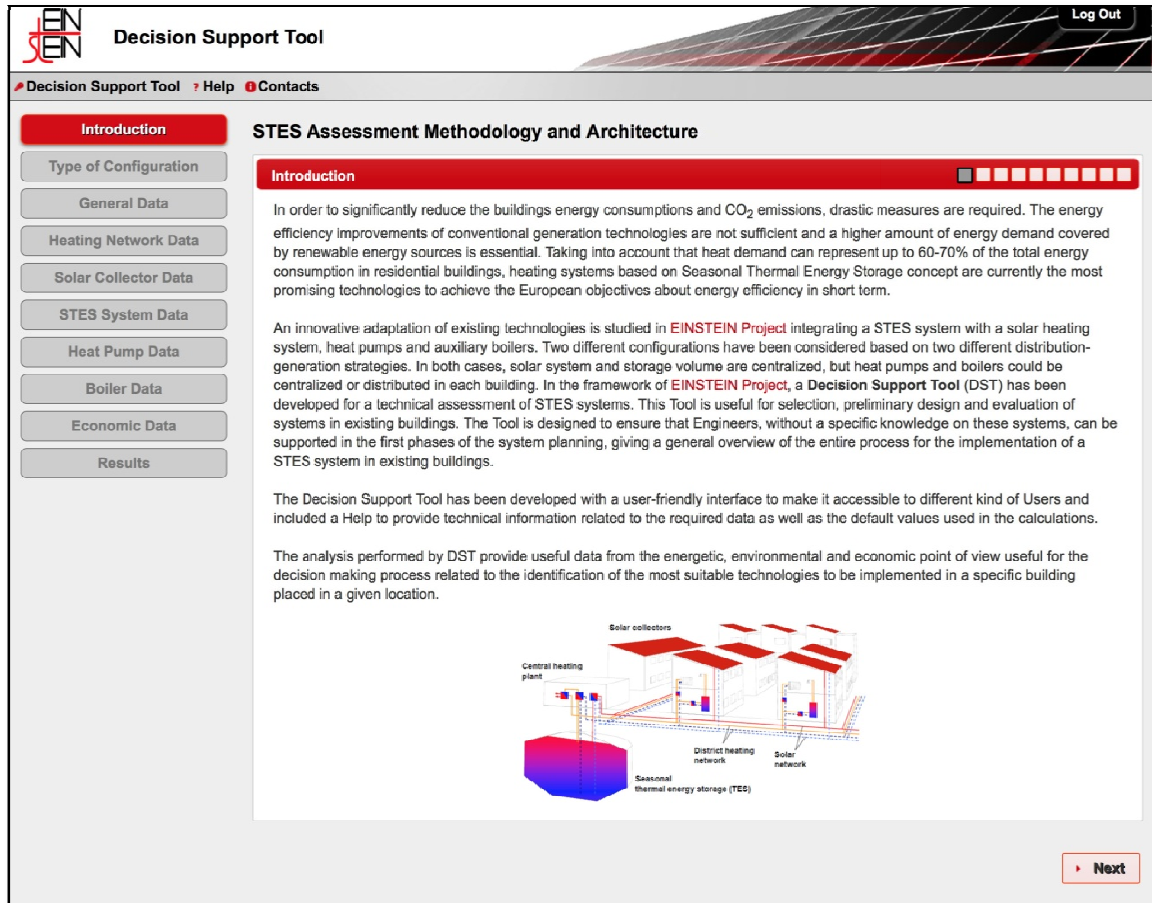 EIN
STEIN
Decision Support Tool
Log Out
Decision Support Tool ? Help Contacts
Introduction
Type of Configuration
General Data
Heating Network Data
Solar Collector Data
STES System Data
Heat Pump Data
Boiler Data
Economic Data
Results
STES Assessment Methodology and Architecture
Introduction
In order to significantly reduce the buildings energy consumptions and CO2 emissions, drastic measures are required. The energy
efficiency improvements of conventional generation technologies are not sufficient and a higher amount of energy demand covered
by renewable energy sources is essential. Taking into account that heat demand can represent up to 60-70% of the total energy
consumption in residential buildings, heating systems based on Seasonal Thermal Energy Storage concept are currently the most
promising technologies to achieve the European objectives about energy efficiency in short term.
An innovative adaptation of existing technologies is studied in EINSTEIN Project integrating a STES system with a solar heating
system, heat pumps and auxiliary boilers. Two different configurations have been considered based on two different distribution-
generation strategies. In both cases, solar system and storage volume are centralized, but heat pumps and boilers could be
centralized or distributed in each building. In the framework of EINSTEIN Project, a Decision Support Tool (DST) has been
developed for a technical assessment of STES systems. This Tool is useful for selection, preliminary design and evaluation of
systems in existing buildings. The Tool is designed to ensure that Engineers, without a specific knowledge on these systems, can be
supported in the first phases of the system planning, giving a general overview of the entire process for the implementation of a
STES system in existing buildings.
The Decision Support Tool has been developed with a user-friendly interface to make it accessible to different kind of Users and
included a Help to provide technical information related to the required data as well as the default values used in the calculations.
The analysis performed by DST provide useful data from the energetic, environmental and economic point of view useful for the
decision making process related to the identification of the most suitable technologies to be implemented in a specific building
placed in a given location.
Solar collectors
Central heating
plant
District heating
network
Solar
network
Seasonal
thermal energy storage (TES)
Next